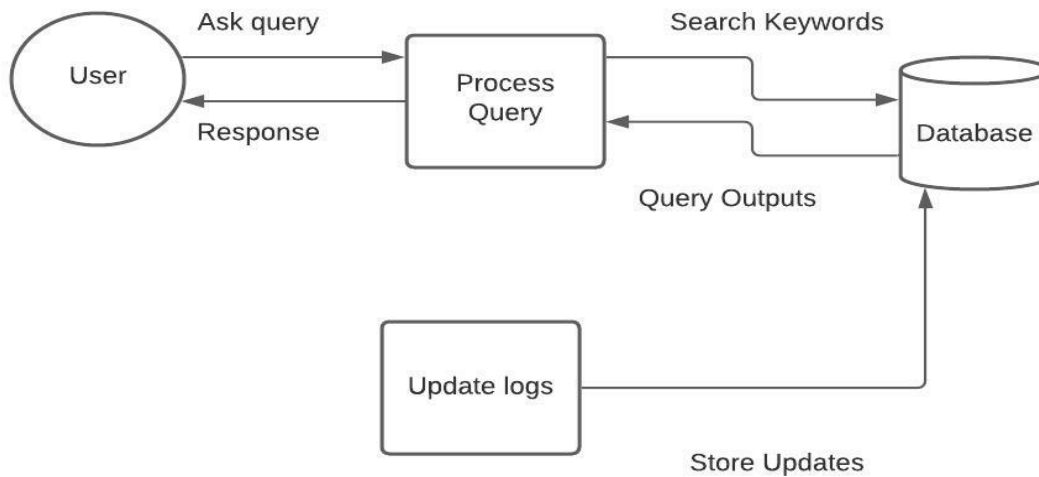 Ask query
Search Keywords
User
Process
Query
Response
Database
Query Outputs
Update logs
Store Updates